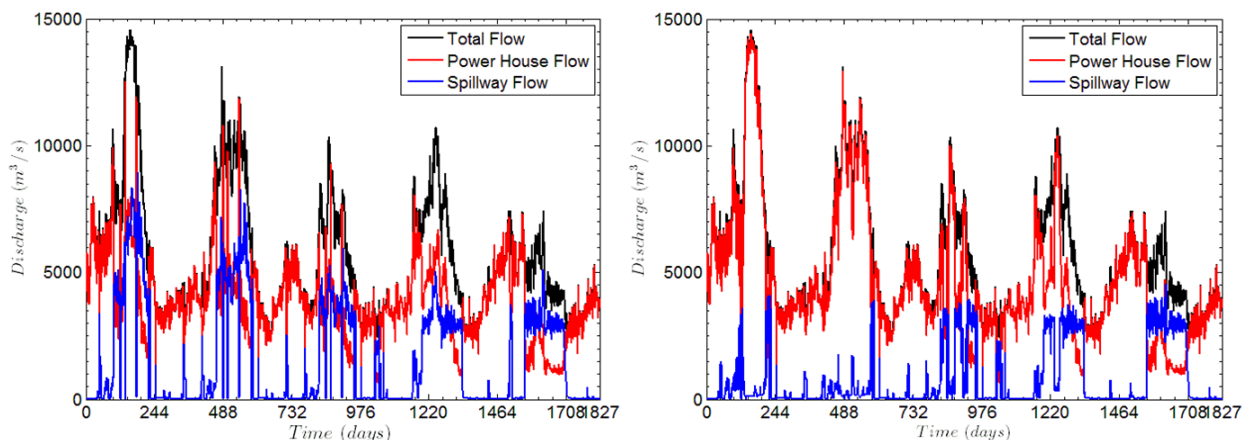 15000
Total Flow
Power House Flow
Spillway Flow
10000
5000
0
Discharge (m³/s)
0 244 488 732 976 1220 1464 1708 1827
Time (days)
15000
Total Flow
Power House Flow
Spillway Flow
10000
5000
0
Discharge (m³/s)
0 244 488 732 976 1220 1464 1708 1827
Time (days)